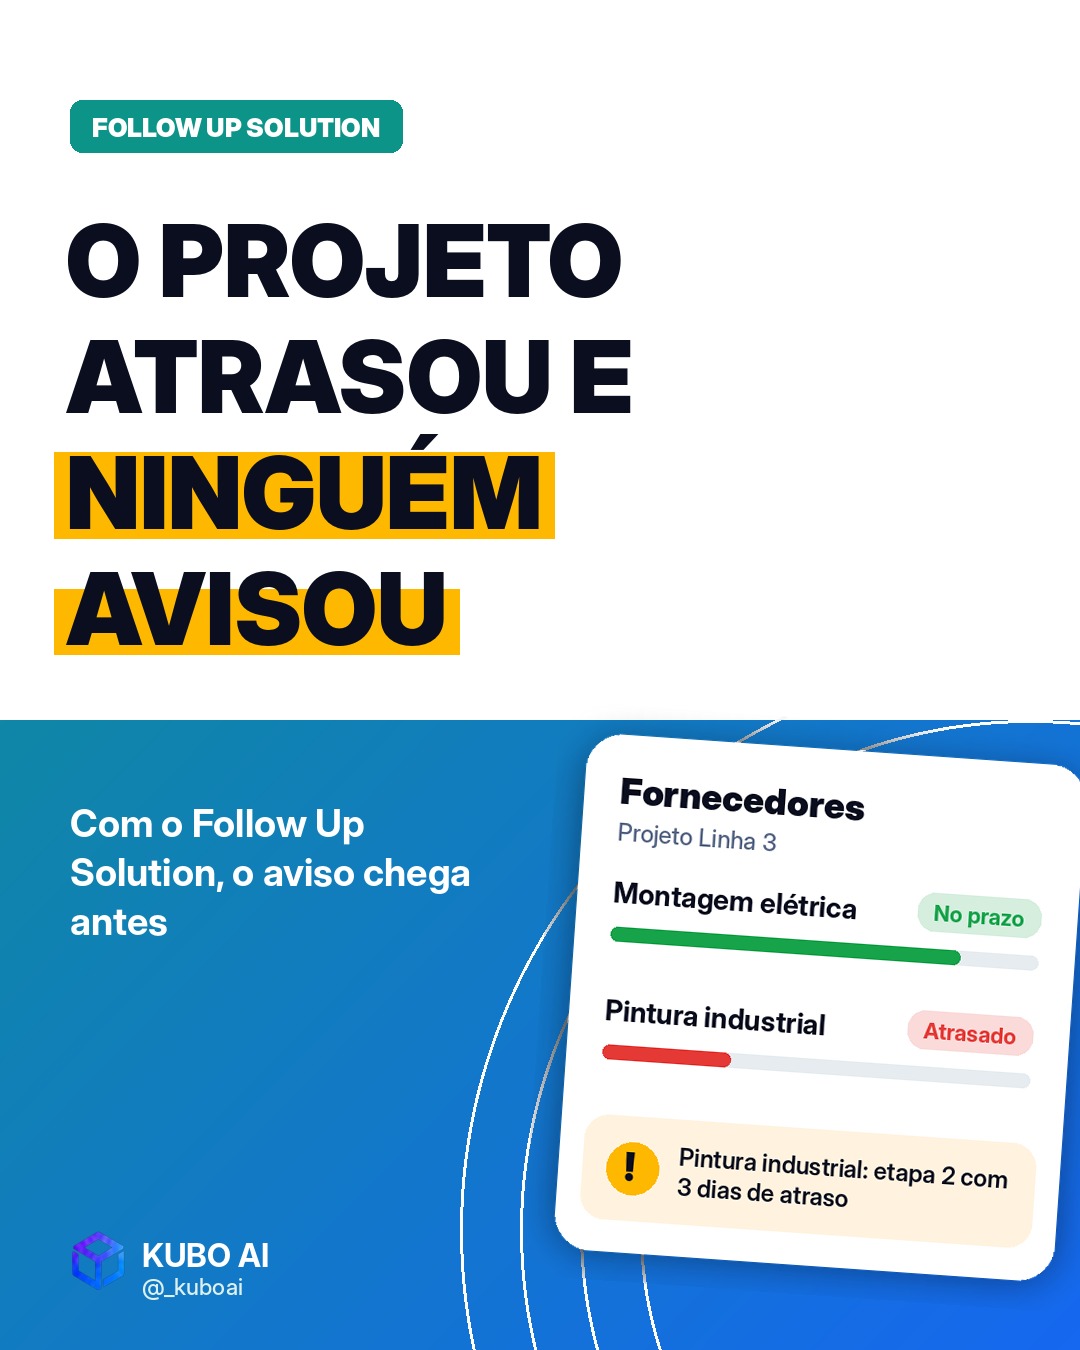 FOLLOW UP SOLUTION
O PROJETO
ATRASOU E
NINGUÉM
AVISOU
Com o Follow Up
Solution, o aviso chega
antes
Fornecedores
Projeto Linha 3
Montagem elétrica
No prazo
Pintura industrial
Atrasado
!
Pintura industrial: etapa 2 com
3 dias de atraso
KUBO AI
@_kuboai